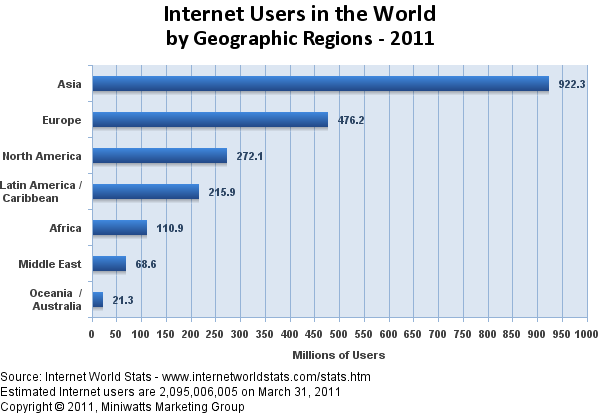 Internet Users in the World
by Geographic Regions - 2011
Asia
922.3
Europe
476.2
North America
272.1
Latin America /
Caribbean
215.9
Africa
110.9
Middle East
68.6
Oceania /
Australia
21.3
0 50 100 150 200 250 300 350 400 450 500 550 600 650 700 750 800 850 900 950 1000
Millions of Users
Source: Internet World Stats - www.internetworldstats.com/stats.htm
Estimated Internet users are 2,095,006,005 on March 31, 2011
Copyright © 2011, Miniwatts Marketing Group